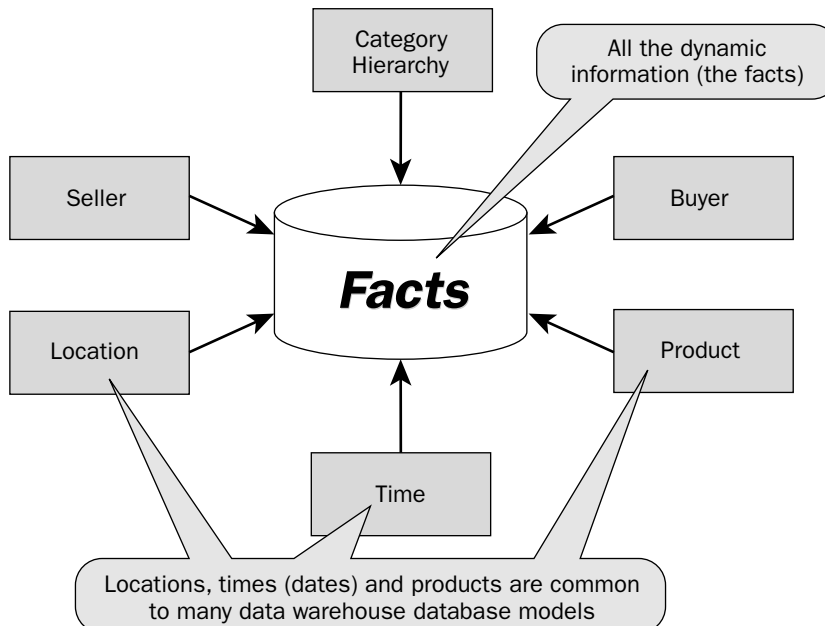 Category
Hierarchy
All the dynamic
information (the facts)
Seller
Buyer
Facts
Location
Product
Time
Locations, times (dates) and products are common
to many data warehouse database models